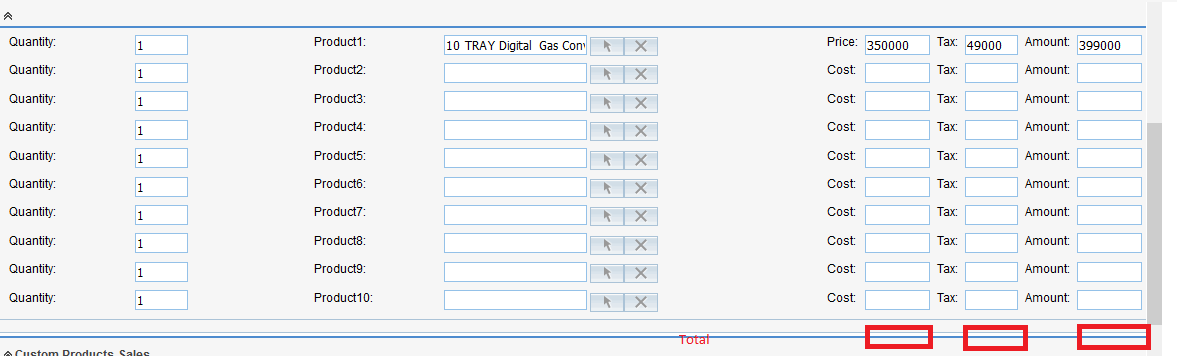 Quantity: 1 Product1: 10 TRAY Digital Gas Conv Price: 350000 Tax: 49000 Amount: 399000
Quantity: 1 Product2: Cost: Tax: Amount:
Quantity: 1 Product3: Cost: Tax: Amount:
Quantity: 1 Product4: Cost: Tax: Amount:
Quantity: 1 Product5: Cost: Tax: Amount:
Quantity: 1 Product6: Cost: Tax: Amount:
Quantity: 1 Product7: Cost: Tax: Amount:
Quantity: 1 Product8: Cost: Tax: Amount:
Quantity: 1 Product9: Cost: Tax: Amount:
Quantity: 1 Product10: Cost: Tax: Amount:
Total
Custom Products Sales